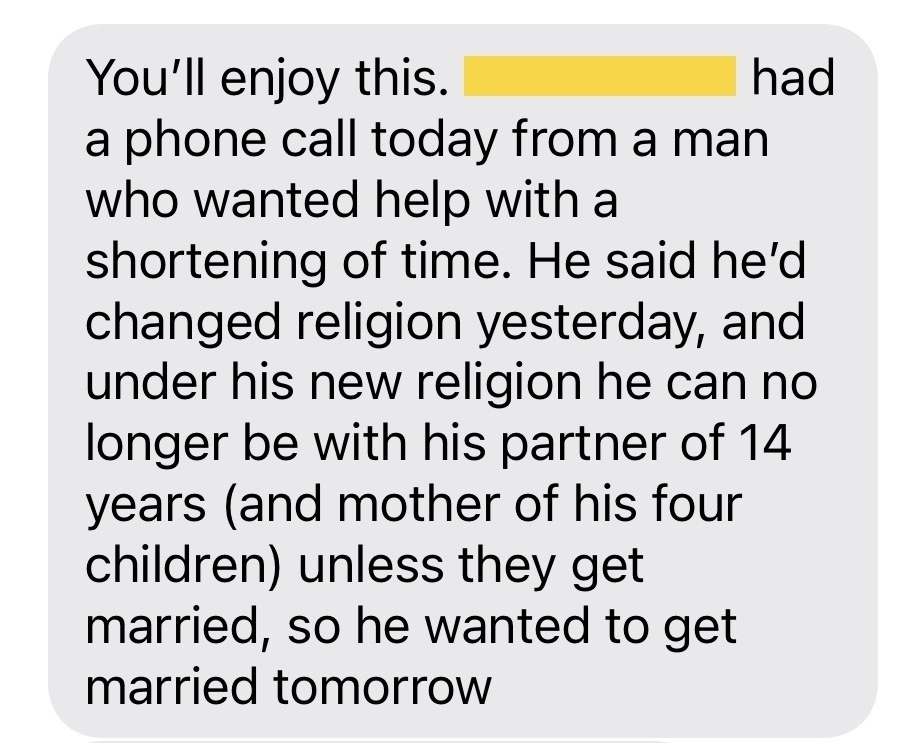 You’ll enjoy this. had
a phone call today from a man
who wanted help with a
shortening of time. He said he’d
changed religion yesterday, and
under his new religion he can no
longer be with his partner of 14
years (and mother of his four
children) unless they get
married, so he wanted to get
married tomorrow